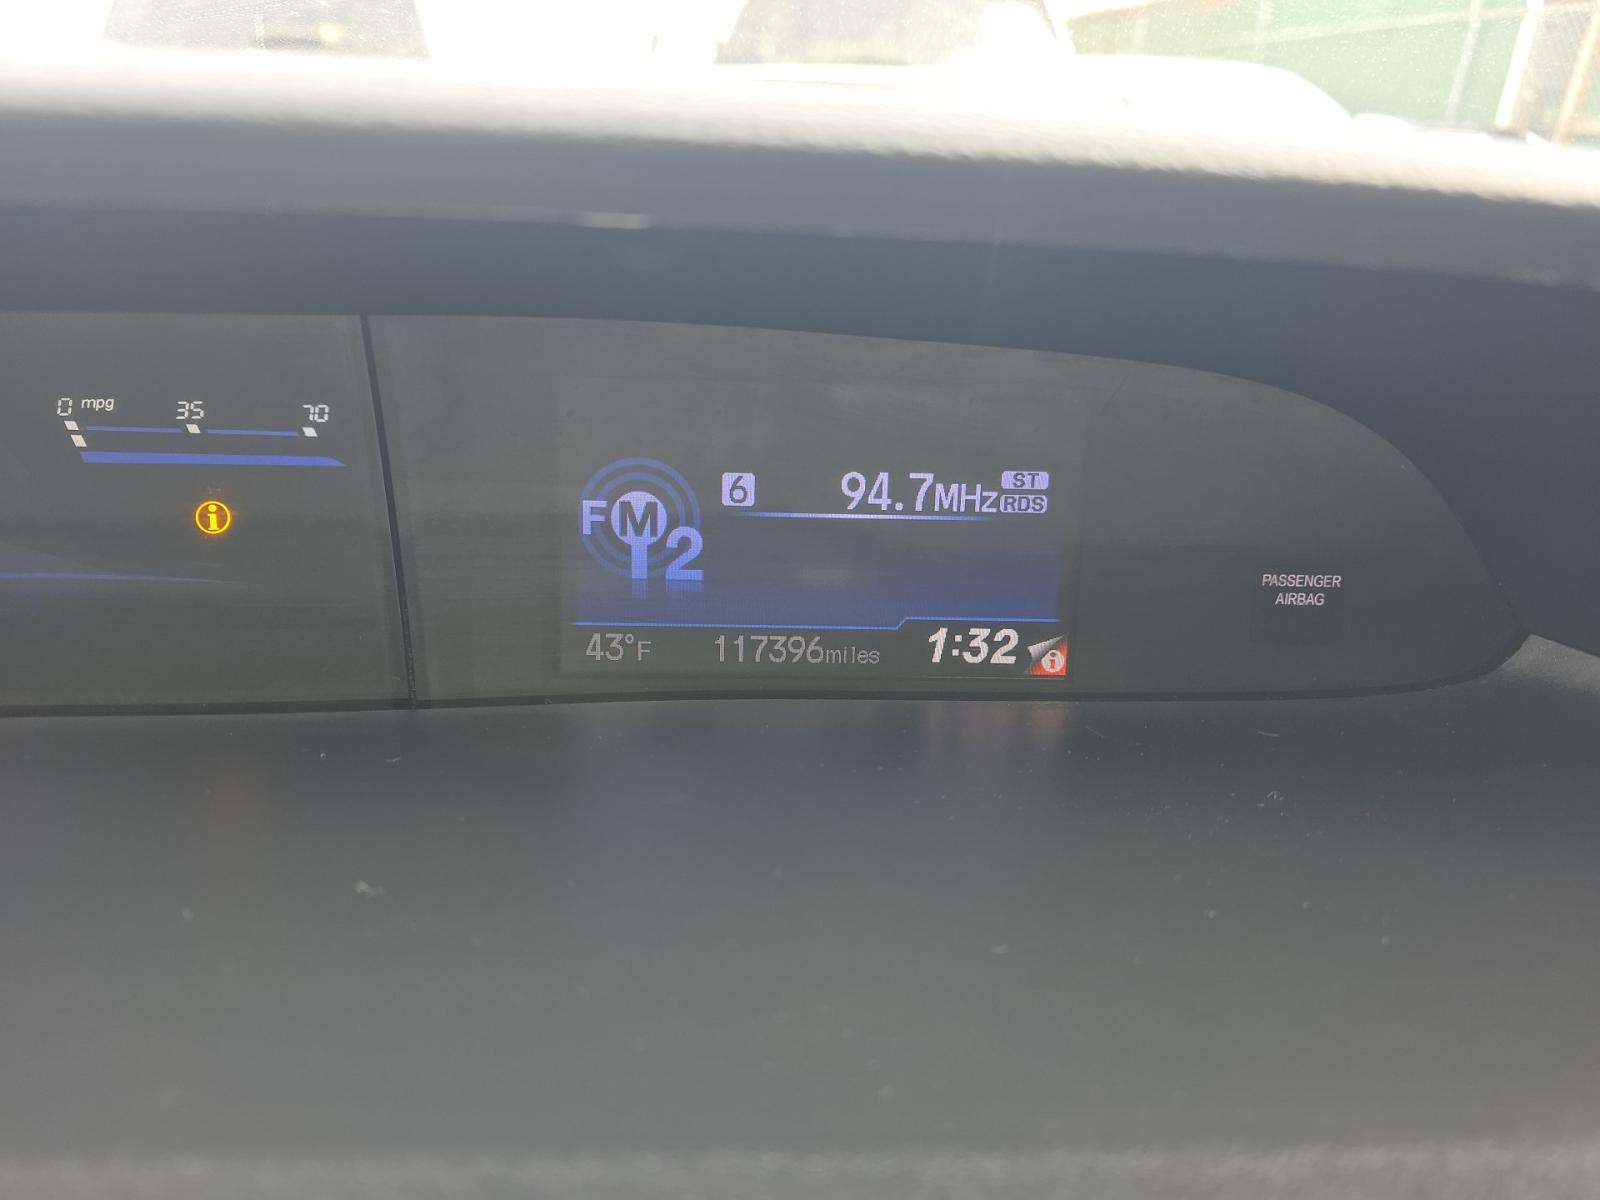 0 mpg 35 70
i
FM2
6 94.7MHz ST
RDS
43°F 117396miles 1:32 i
PASSENGER
AIRBAG